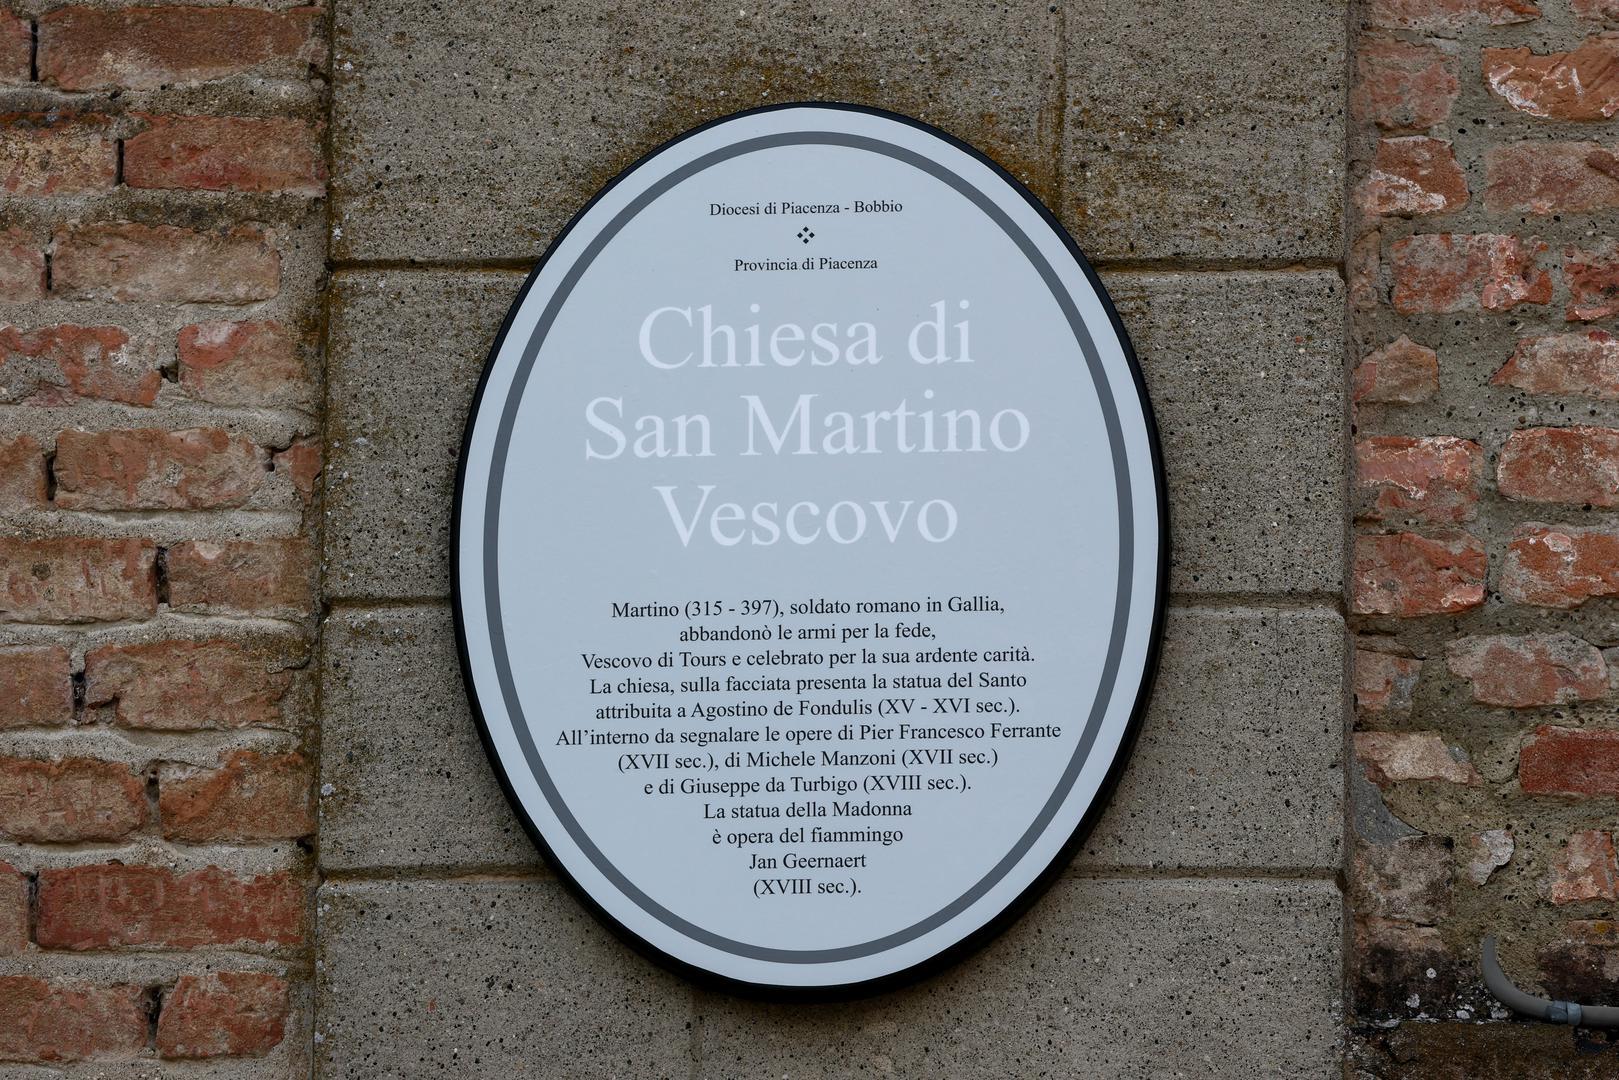 Diocesi di Piacenza - Bobbio
Provincia di Piacenza
Chiesa di
San Martino
Vescovo
Martino (315 - 397), soldato romano in Gallia,
abbandonò le armi per la fede,
Vescovo di Tours e celebrato per la sua ardente carità.
La chiesa, sulla facciata presenta la statua del Santo
attribuita a Agostino de Fondulis (XV - XVI sec.).
All'interno da segnalare le opere di Pier Francesco Ferrante
(XVII sec.), di Michele Manzoni (XVII sec.)
e di Giuseppe da Turbigo (XVIII sec.).
La statua della Madonna
è opera del fiammingo
Jan Geernaert
(XVIII sec.).